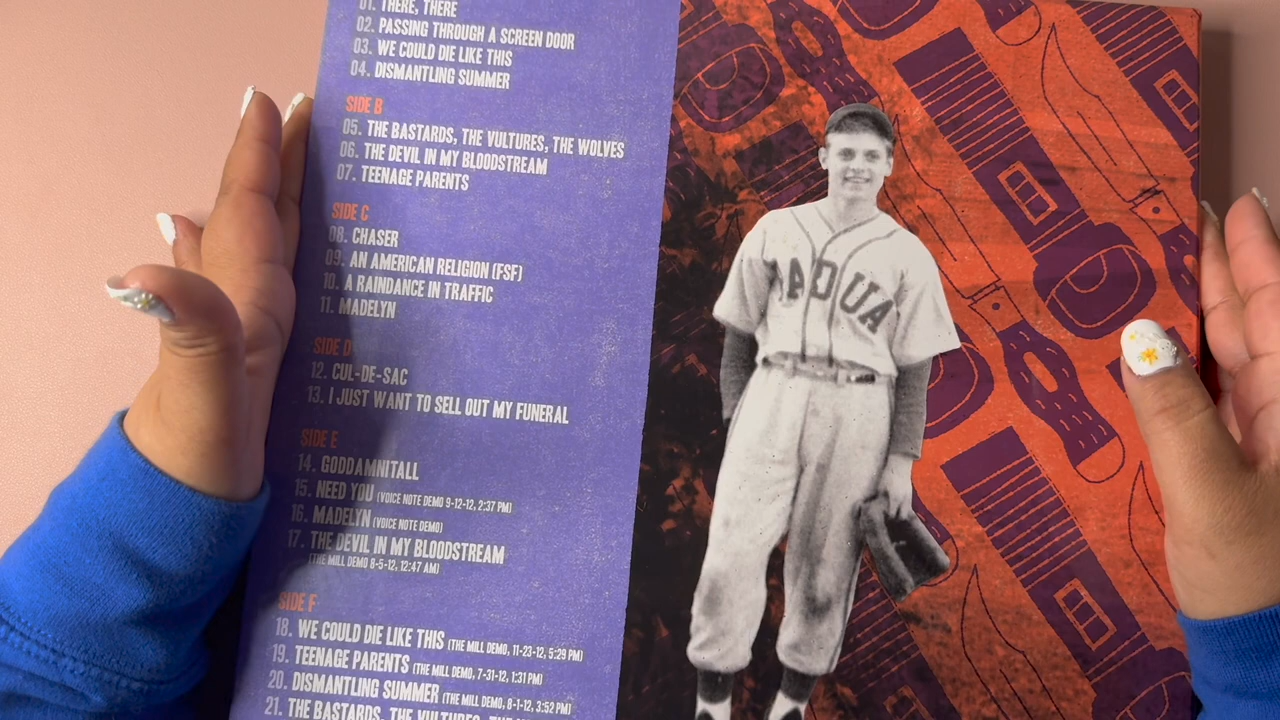 01. THERE, THERE
02. PASSING THROUGH A SCREEN DOOR
03. WE COULD DIE LIKE THIS
04. DISMANTLING SUMMER
SIDE B
05. THE BASTARDS, THE VULTURES, THE WOLVES
06. THE DEVIL IN MY BLOODSTREAM
07. TEENAGE PARENTS
SIDE C
08. CHASER
09. AN AMERICAN RELIGION (FSF)
10. A RAINDANCE IN TRAFFIC
11. MADELYN
SIDE D
12. CUL-DE-SAC
13. I JUST WANT TO SELL OUT MY FUNERAL
SIDE E
14. GODDAMNITALL
15. NEED YOU (VOICE NOTE DEMO 9-12-12, 2:37 PM)
16. MADELYN (VOICE NOTE DEMO)
17. THE DEVIL IN MY BLOODSTREAM
(THE MILL DEMO 8-5-12, 12:47 AM)
SIDE F
18. WE COULD DIE LIKE THIS (THE MILL DEMO, 11-23-12, 5:29 PM)
19. TEENAGE PARENTS (THE MILL DEMO, 7-31-12, 1:31 PM)
20. DISMANTLING SUMMER (THE MILL DEMO, 8-1-12, 3:52 PM)
21. THE BASTARDS, THE VULTURES, THE WOLVES
PADUA